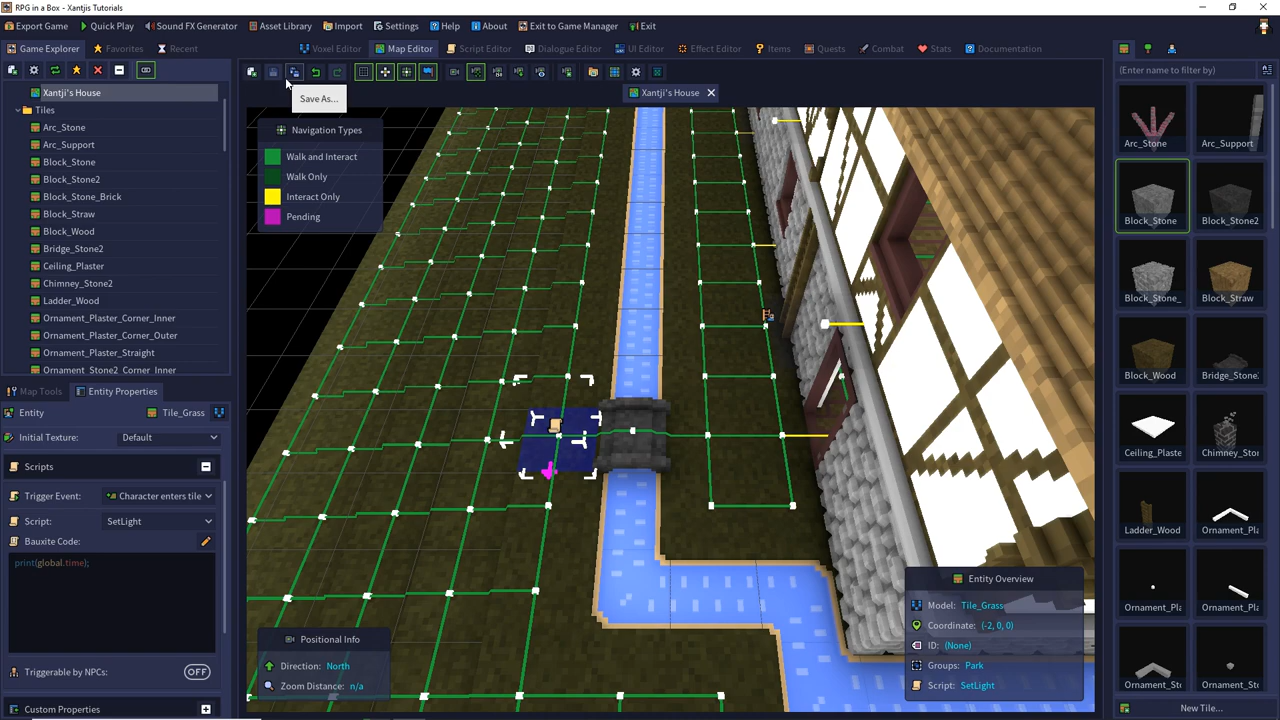 RPG in a Box - Xantjis Tutorials
Export Game Quick Play Sound FX Generator Asset Library Import Settings Help About Exit to Game Manager Exit
Game Explorer Favorites Recent Voxel Editor Map Editor Script Editor Dialogue Editor UI Editor Effect Editor Items Quests Combat Stats Documentation
(Enter name to filter by)
Xantji's House
Tiles
Arc_Stone
Arc_Support
Block_Stone
Block_Stone2
Block_Stone_Brick
Block_Straw
Block_Wood
Bridge_Stone2
Ceiling_Plaster
Chimney_Stone2
Ladder_Wood
Ornament_Plaster_Corner_Inner
Ornament_Plaster_Corner_Outer
Ornament_Plaster_Straight
Ornament_Stone2_Corner_Inner
Map Tools Entity Properties
Entity Tile_Grass
Initial Texture: Default
Scripts
Trigger Event: Character enters tile
Script: SetLight
Bauxite Code:
print(global.time);
Triggerable by NPCs: OFF
Custom Properties
Save As...
Xantji's House
Navigation Types
Walk and Interact
Walk Only
Interact Only
Pending
Positional Info
Direction: North
Zoom Distance: n/a
Entity Overview
Model: Tile_Grass
Coordinate: (-2, 0, 0)
ID: (None)
Groups: Park
Script: SetLight
Arc_Stone Arc_Support
Block_Stone Block_Stone2
Block_Stone_ Block_Straw
Block_Wood Bridge_Stone.
Ceiling_Plaste Chimney_Ston
Ladder_Wood Ornament_Pl
Ornament_Pla Ornament_Pl
Ornament_Sto Ornament_Sto
New Tile...